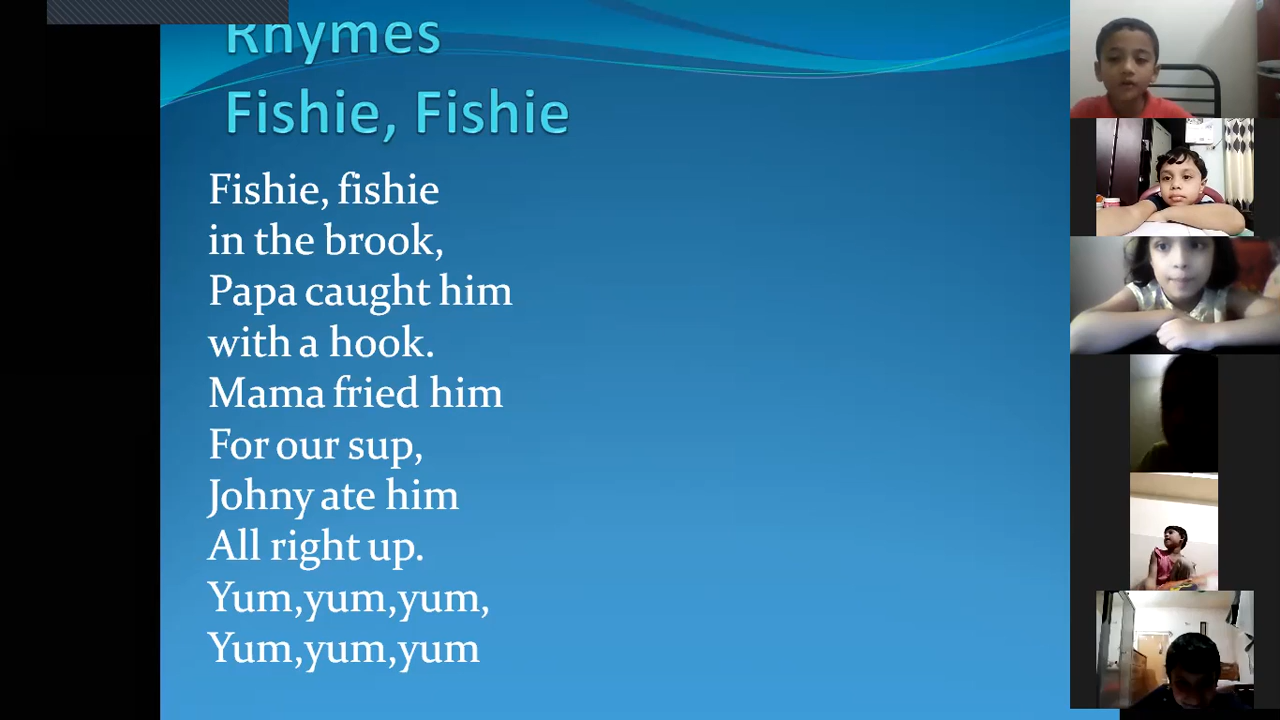 Rhymes
Fishie, Fishie
Fishie, fishie
in the brook,
Papa caught him
with a hook.
Mama fried him
For our sup,
Johny ate him
All right up.
Yum,yum,yum,
Yum,yum,yum